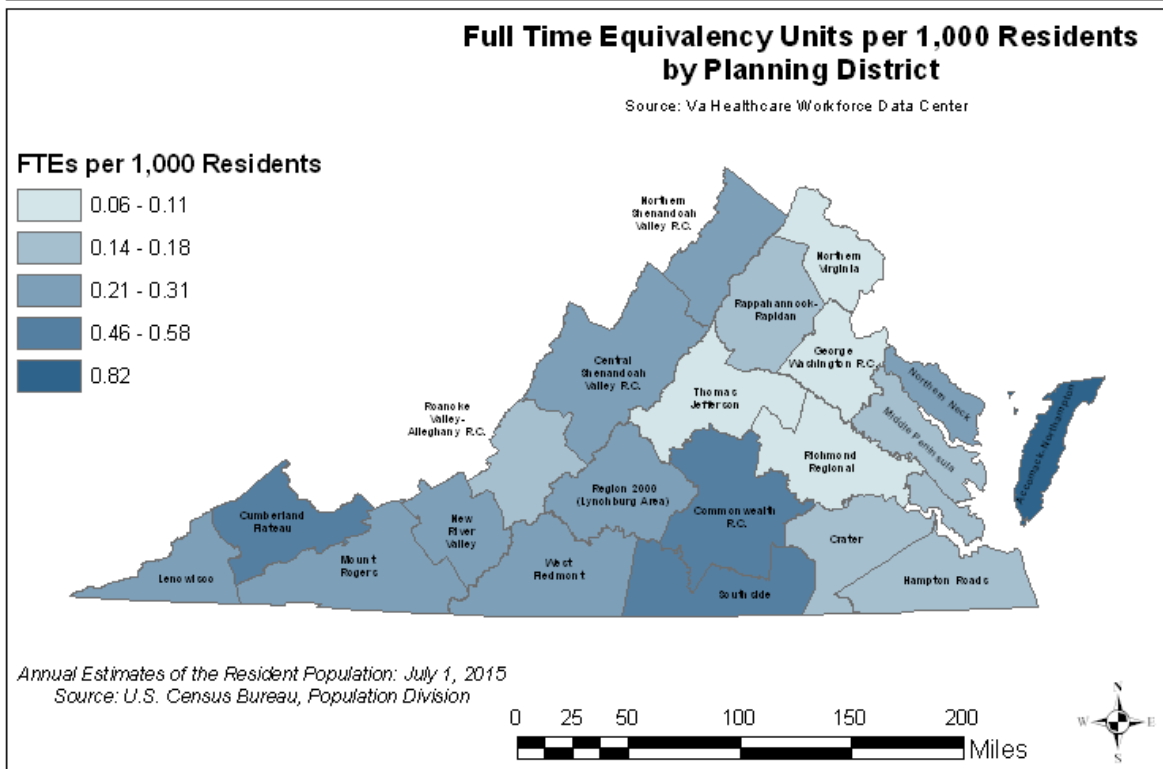 Full Time Equivalency Units per 1,000 Residents
by Planning District
Source: Va Healthcare Workforce Data Center
FTEs per 1,000 Residents
0.06 - 0.11
0.14 - 0.18
0.21 - 0.31
0.46 - 0.58
0.82
Northern
Shenandoah
Valley R.C.
Northern
Virginia
Rappahannock-
Rapidan
George
Washington R.C.
Central
Shenandoah
Valley R.C.
Northern Neck
Thomas
Jefferson
Roanoke
Valley-
Alleghany R.C.
Middle Peninsula
Accomack-Northampton
Richmond
Regional
Region 2000
(Lynchburg Area)
Commonwealth
R.C.
Cumberland
Plateau
New
River
Valley
Crater
Mount
Rogers
West
Piedmont
Lenowisco
Hampton Roads
Southside
Annual Estimates of the Resident Population: July 1, 2015
Source: U.S. Census Bureau, Population Division
0 25 50 100 150 200
Miles
N
W E
S